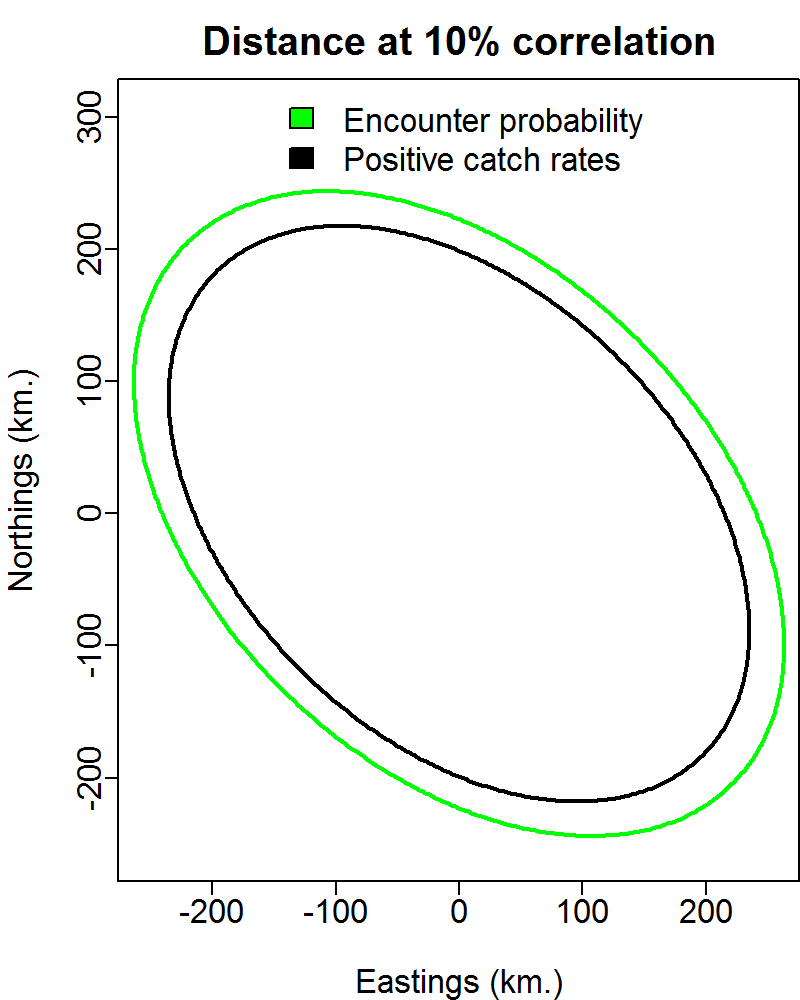 Distance at 10% correlation
Encounter probability
Positive catch rates
300
200
100
0
-100
-200
Northings (km.)
-200 -100 0 100 200
Eastings (km.)